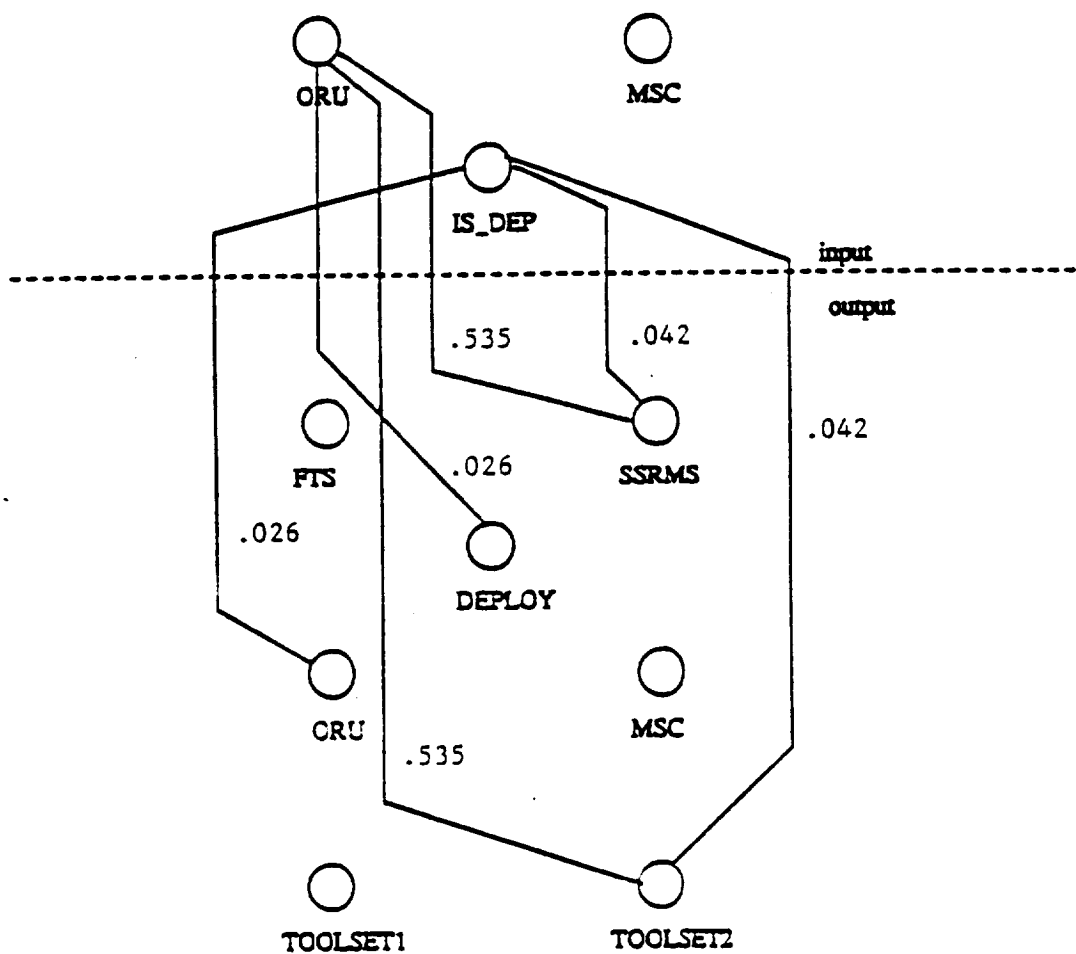 ORU
MSC
IS_DEP
input
output
.535
.042
.042
FTS
.026
SSRMS
.026
DEPLOY
ORU
MSC
.535
TOOLSET1
TOOLSET2